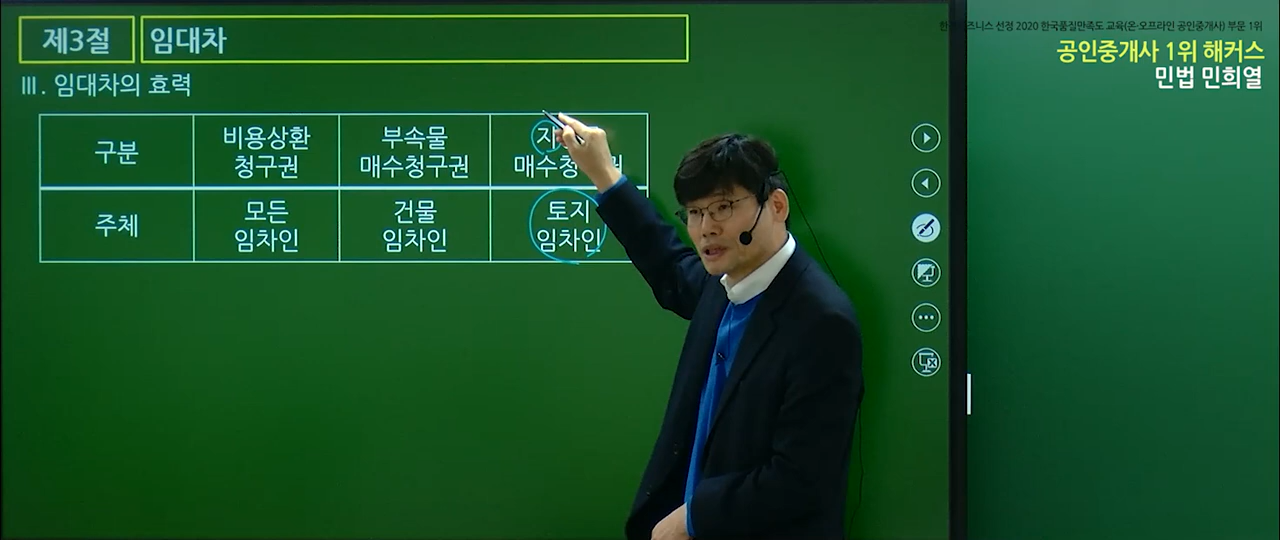 제3절 임대차
Ⅲ. 임대차의 효력
구분
비용상환
청구권
부속물
매수청구권
매수청
권
주체
모든
임차인
건물
임차인
토지
임차인
선정 2020 한국품질만족도 교육(온·오프라인 공인중개사) 부문 1위
공인중개사 1위 해커스
민법 민희열